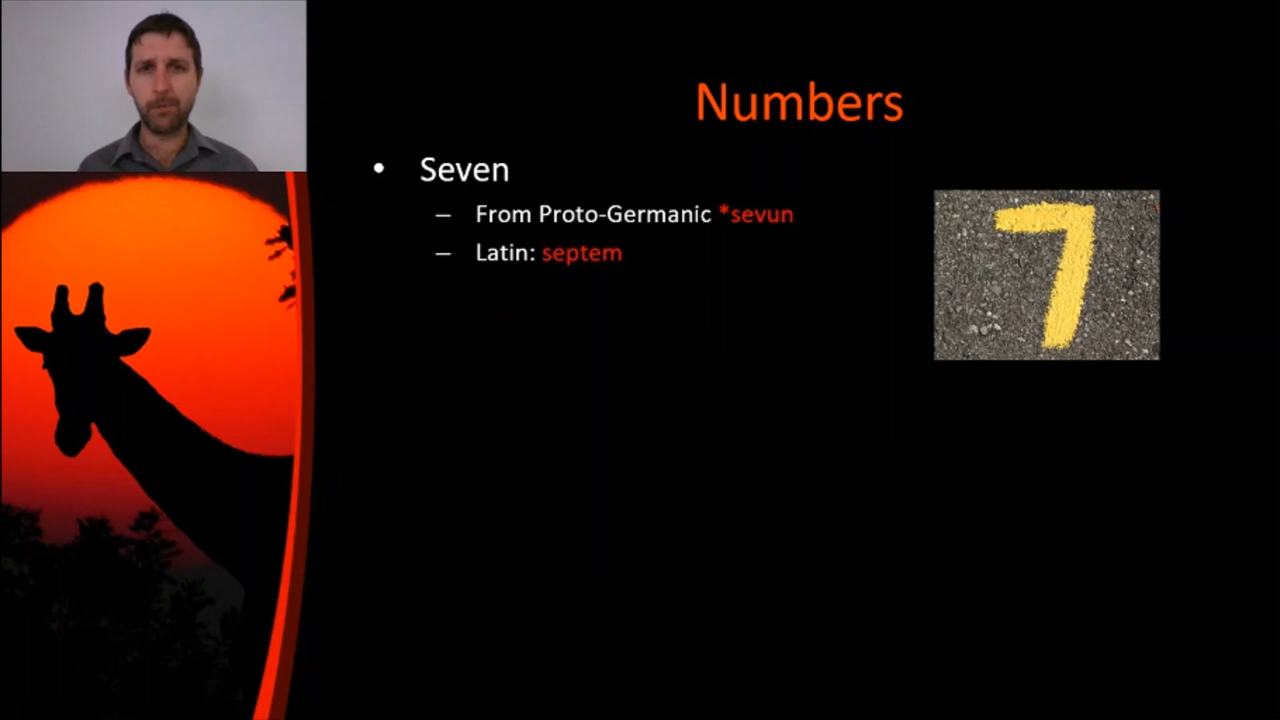 Numbers
• Seven
– From Proto-Germanic *sevun
– Latin: septem
7